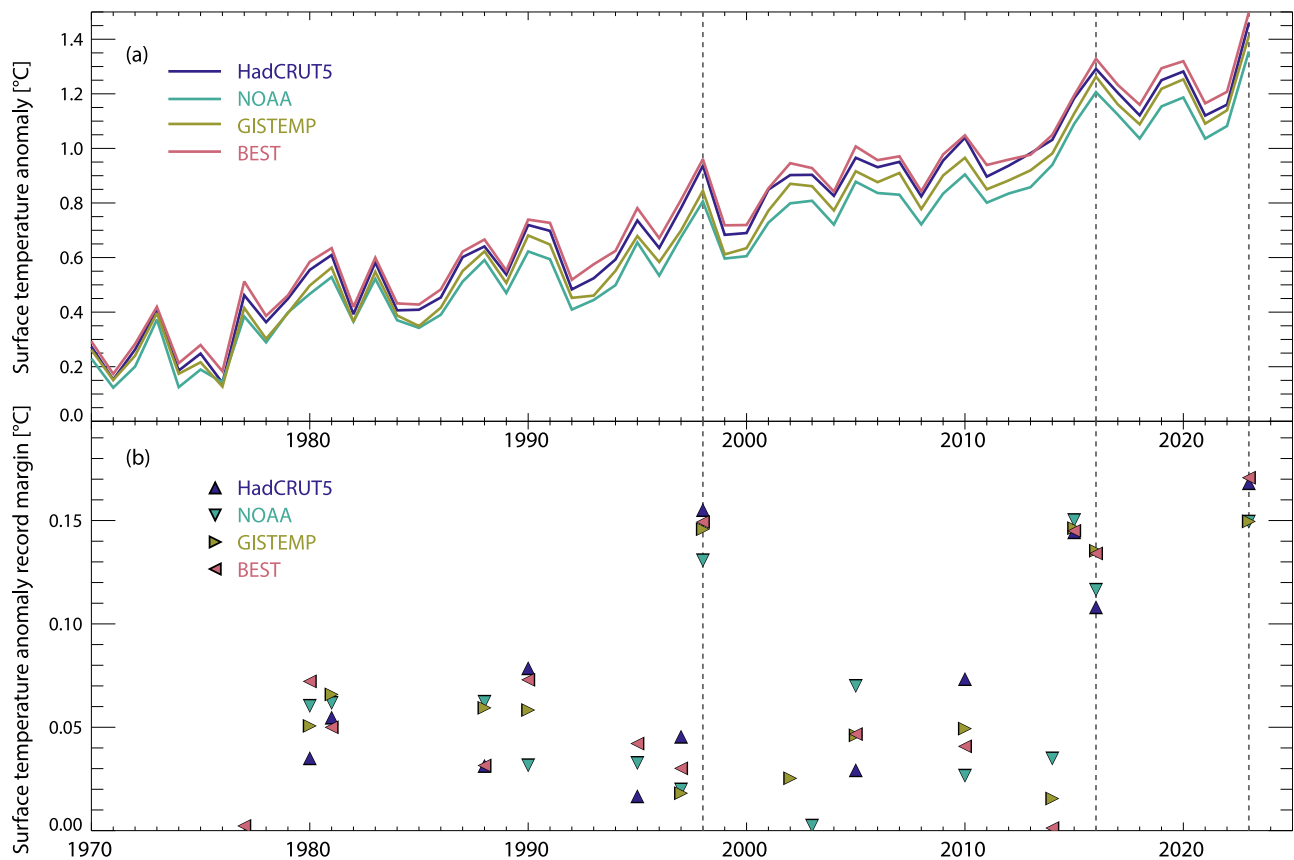 Surface temperature anomaly [°C]
(a)
HadCRUT5
NOAA
GISTEMP
BEST
1.4
1.2
1.0
0.8
0.6
0.4
0.2
0.0
1980 1990 2000 2010 2020
Surface temperature anomaly record margin [°C]
(b)
HadCRUT5
NOAA
GISTEMP
BEST
0.15
0.10
0.05
0.00
1970 1980 1990 2000 2010 2020